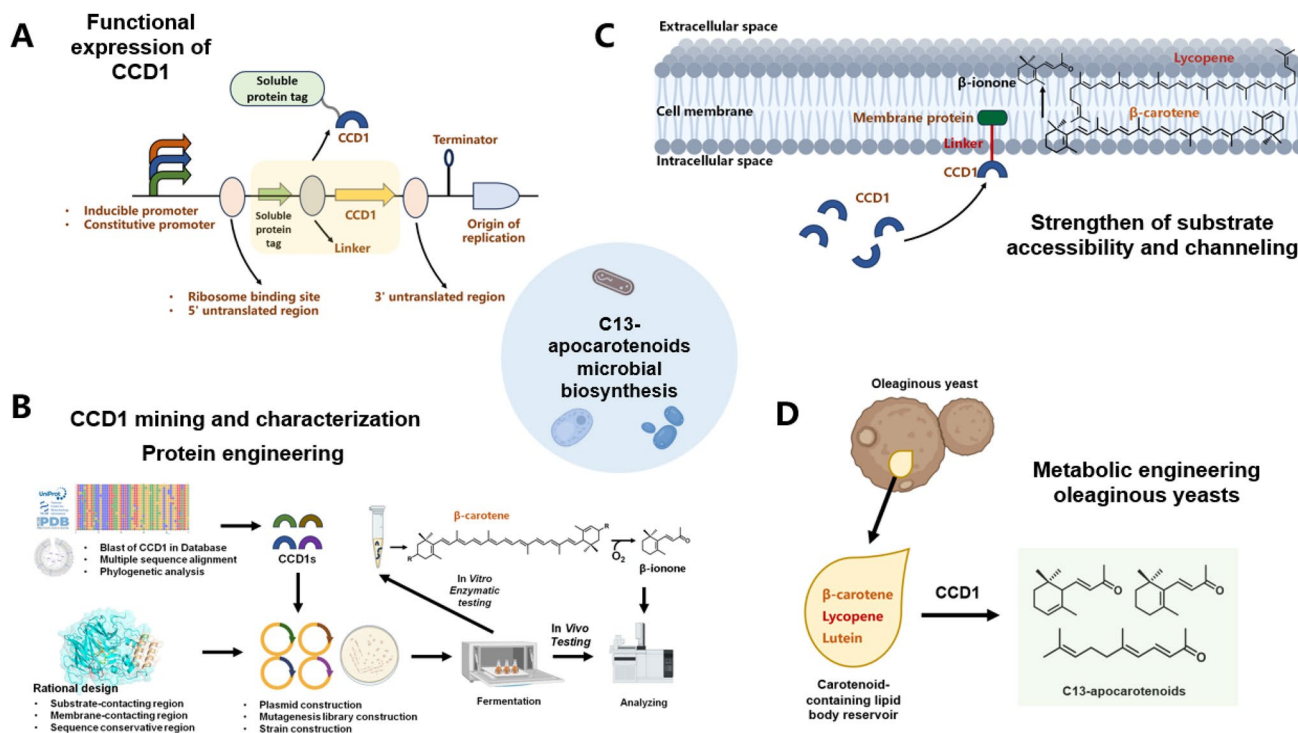 A
Functional
expression of
CCD1
Soluble
protein tag
CCD1
Terminator
Soluble
protein
tag
CCD1
Linker
Origin of
replication
• Inducible promoter
• Constitutive promoter
• Ribosome binding site
• 5' untranslated region
3' untranslated region
C
Extracellular space
Lycopene
β-ionone
Cell membrane
β-carotene
Membrane protein
Linker
Intracellular space
CCD1
CCD1
Strengthen of substrate
accessibility and channeling
C13-
apocarotenoids
microbial
biosynthesis
B
CCD1 mining and characterization
Protein engineering
UniProt
PDB
• Blast of CCD1 in Database
• Multiple sequence alignment
• Phylogenetic analysis
CCD1s
β-carotene
R
R
O2
O
β-ionone
In Vitro
Enzymatic
testing
In Vivo
Testing
Rational design
• Substrate-contacting region
• Membrane-contacting region
• Sequence conservative region
• Plasmid construction
• Mutagenesis library construction
• Strain construction
Fermentation
Analyzing
D
Oleaginous yeast
Metabolic engineering
oleaginous yeasts
β-carotene
Lycopene
Lutein
CCD1
O
O
O
Carotenoid-
containing lipid
body reservoir
C13-apocarotenoids